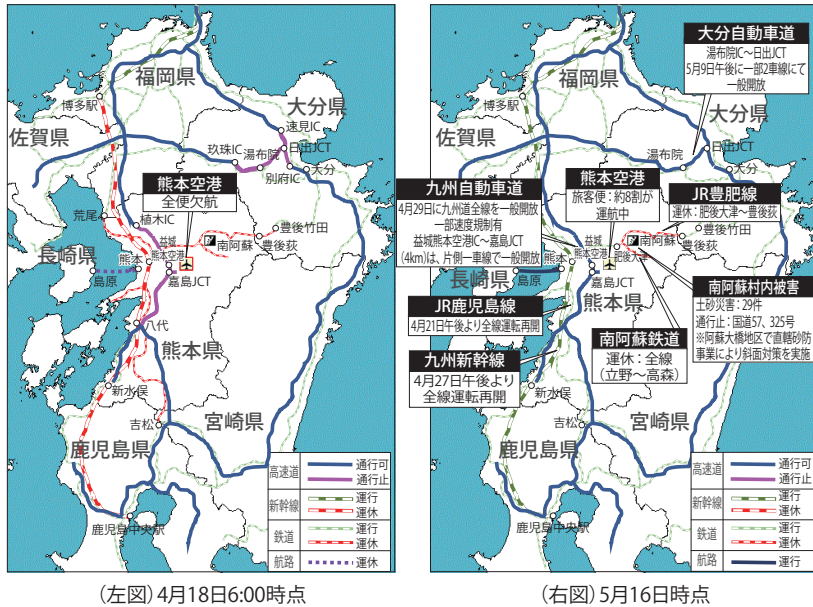 福岡県
博多駅
大分県
佐賀県
速見IC
玖珠IC
日出JCT
湯布院
別府IC
大分
熊本空港
全便欠航
荒尾
植木IC
豊後竹田
益城
熊本空港
南阿蘇
豊後荻
長崎県
熊本
島原
嘉島JCT
八代
熊本県
新水俣
宮崎県
吉松
鹿児島県
鹿児島中央駅
高速道
通行可
通行止
新幹線
運行
運休
鉄道
運行
運休
航路
運休
(左図)4月18日6:00時点
大分自動車道
湯布院IC~日出JCT
5月9日午後に一部2車線にて
一般開放
福岡県
博多駅
大分県
佐賀県
日出JCT
湯布院
大分
九州自動車道
4月29日に九州道全線を一般開放
一部速度規制有
益城熊本空港IC~嘉島JCT
(4km)は、片側一車線で一般開放
熊本空港
旅客便:約8割が
運航中
JR豊肥線
運休:肥後大津~豊後荻
豊後竹田
益城
熊本空港
南阿蘇
豊後荻
肥後大津
長崎県
熊本
島原
嘉島JCT
熊本県
JR鹿児島線
4月21日午後より全線運転再開
南阿蘇村内被害
土砂災害:29件
通行止:国道57、325号
※阿蘇大橋地区で直轄砂防
事業により斜面対策を実施
南阿蘇鉄道
運休:全線
(立野~高森)
九州新幹線
4月27日午後より
全線運転再開
新水俣
宮崎県
吉松
鹿児島県
鹿児島中央駅
高速道
通行可
通行止
新幹線
運行
運休
鉄道
運行
運休
航路
運行
(右図)5月16日時点